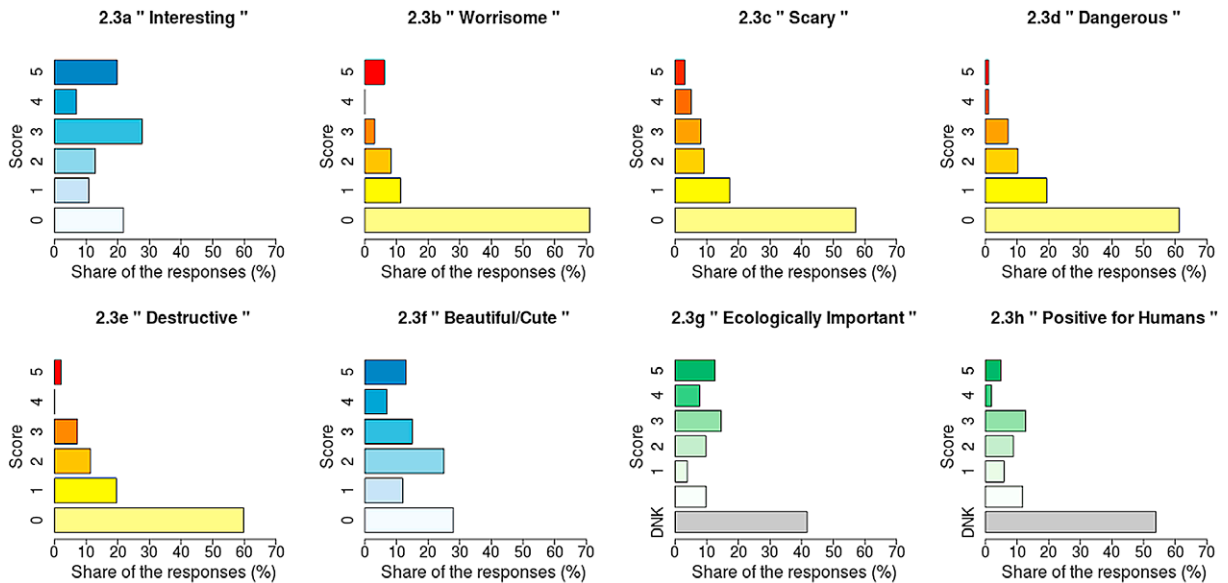 2.3a " Interesting "
Score
5
4
3
2
1
0
0 10 20 30 40 50 60 70
Share of the responses (%)
2.3b " Worrisome "
Score
5
4
3
2
1
0
0 10 20 30 40 50 60 70
Share of the responses (%)
2.3c " Scary "
Score
5
4
3
2
1
0
0 10 20 30 40 50 60 70
Share of the responses (%)
2.3d " Dangerous "
Score
5
4
3
2
1
0
0 10 20 30 40 50 60 70
Share of the responses (%)
2.3e " Destructive "
Score
5
4
3
2
1
0
0 10 20 30 40 50 60 70
Share of the responses (%)
2.3f " Beautiful/Cute "
Score
5
4
3
2
1
0
0 10 20 30 40 50 60 70
Share of the responses (%)
2.3g " Ecologically Important "
Score
5
4
3
2
1
DNK
0 10 20 30 40 50 60 70
Share of the responses (%)
2.3h " Positive for Humans "
Score
5
4
3
2
1
DNK
0 10 20 30 40 50 60 70
Share of the responses (%)